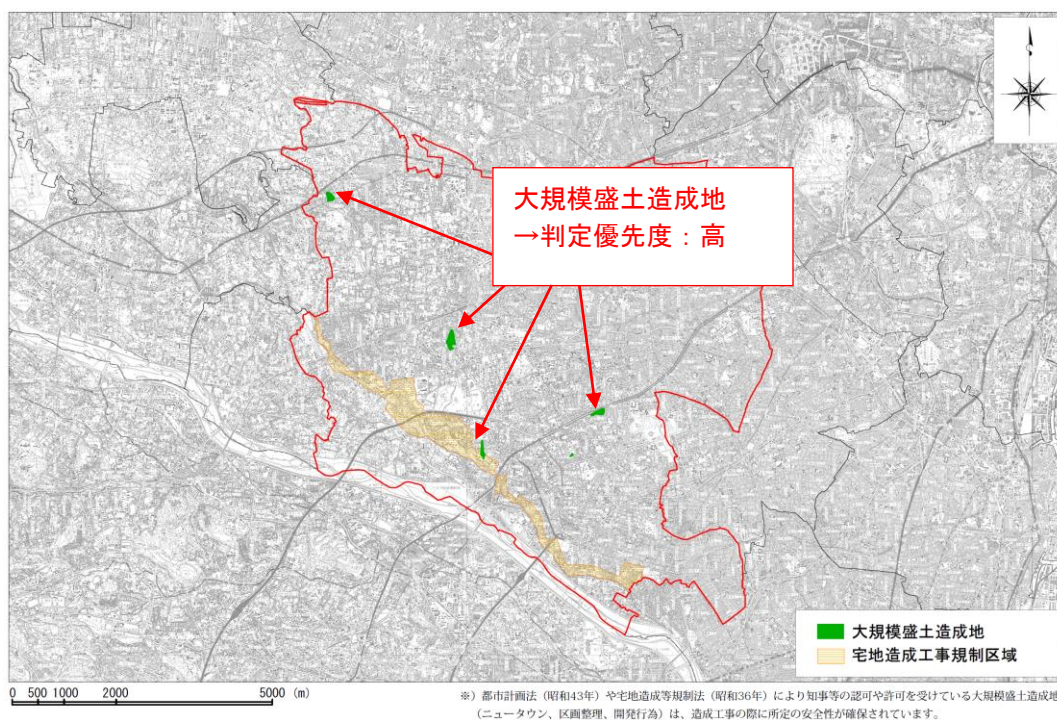 大規模盛土造成地
→判定優先度：高
大規模盛土造成地
宅地造成工事規制区域
0 500 1000 2000 5000 (m)
※）都市計画法（昭和43年）や宅地造成等規制法（昭和36年）により知事等の認可や許可を受けている大規模盛土造成地
（ニュータウン、区画整理、開発行為）は、造成工事の際に所定の安全性が確保されています。